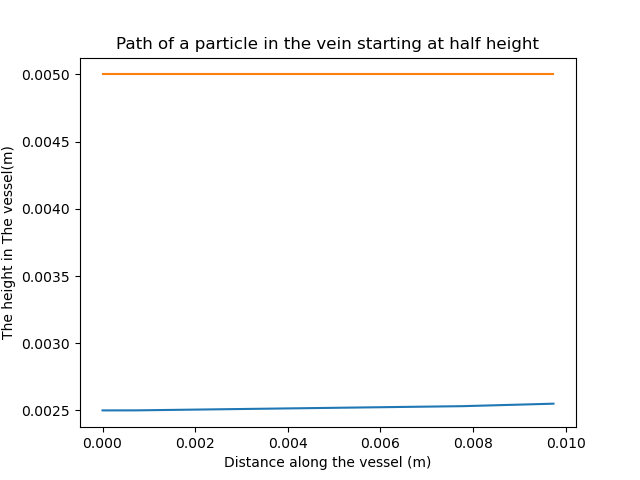 Path of a particle in the vein starting at half height
The height in The vessel(m)
0.0050
0.0045
0.0040
0.0035
0.0030
0.0025
0.000 0.002 0.004 0.006 0.008 0.010
Distance along the vessel (m)